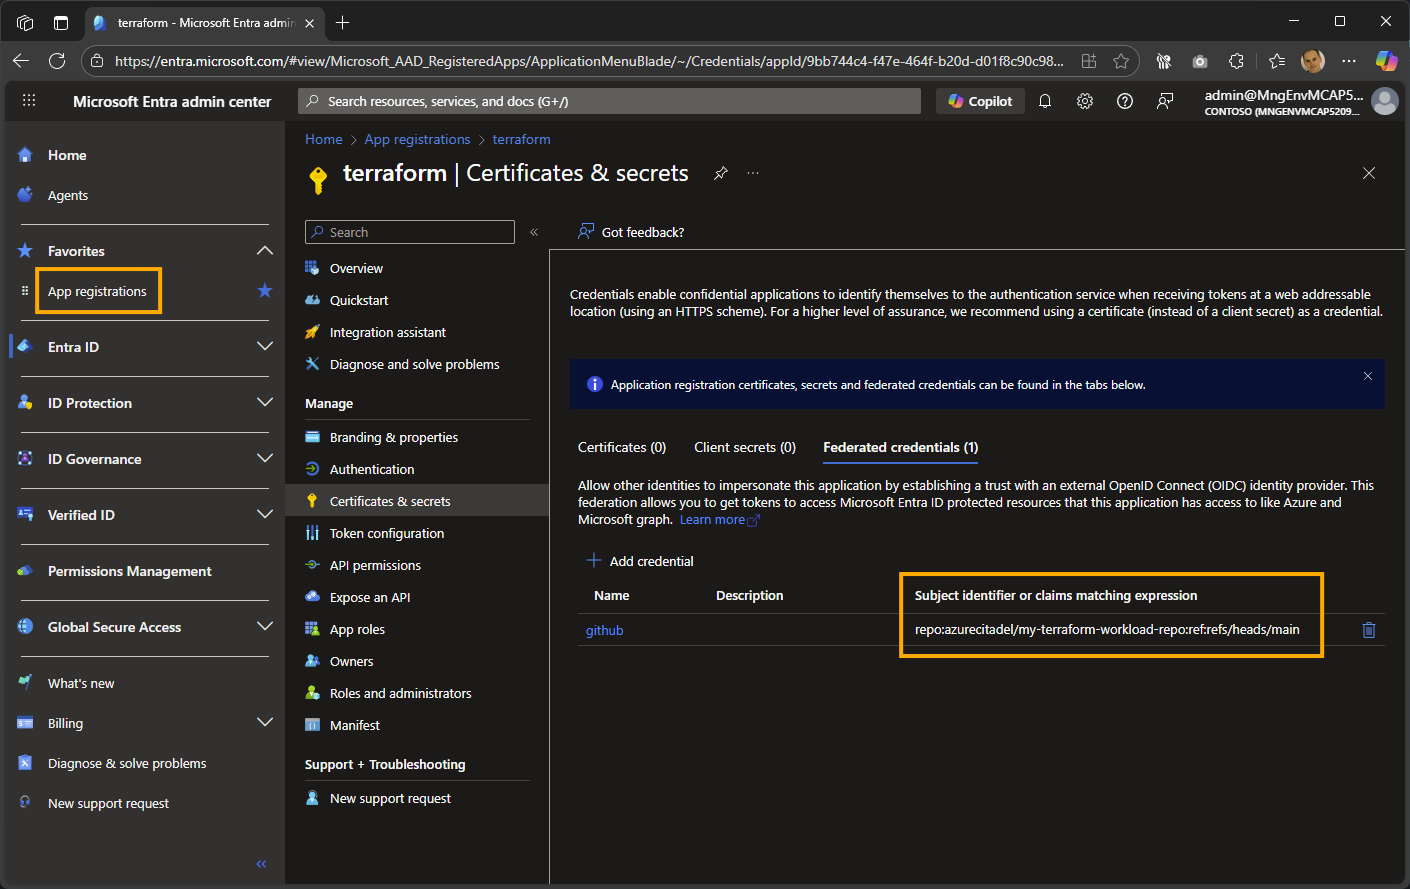 terraform - Microsoft Entra admin
https://entra.microsoft.com/#view/Microsoft_AAD_RegisteredApps/ApplicationMenuBlade/~/Credentials/appId/9bb744c4-f47e-464f-b20d-d01f8c90c98...
Microsoft Entra admin center
Search resources, services, and docs (G+/)
Copilot
admin@MngEnvMCAP5...
CONTOSO (MNGENVMCAP5209...
Home
Agents
Favorites
App registrations
Entra ID
ID Protection
ID Governance
Verified ID
Permissions Management
Global Secure Access
What's new
Billing
Diagnose & solve problems
New support request
«
Home > App registrations > terraform
terraform | Certificates & secrets
...
Search
«
Overview
Quickstart
Integration assistant
Diagnose and solve problems
Manage
Branding & properties
Authentication
Certificates & secrets
Token configuration
API permissions
Expose an API
App roles
Owners
Roles and administrators
Manifest
Support + Troubleshooting
New support request
Got feedback?
Credentials enable confidential applications to identify themselves to the authentication service when receiving tokens at a web addressable
location (using an HTTPS scheme). For a higher level of assurance, we recommend using a certificate (instead of a client secret) as a credential.
Application registration certificates, secrets and federated credentials can be found in the tabs below.
Certificates (0)
Client secrets (0)
Federated credentials (1)
Allow other identities to impersonate this application by establishing a trust with an external OpenID Connect (OIDC) identity provider. This
federation allows you to get tokens to access Microsoft Entra ID protected resources that this application has access to like Azure and
Microsoft graph. Learn more
Add credential
Name
Description
Subject identifier or claims matching expression
github
repo:azurecitadel/my-terraform-workload-repo:ref:refs/heads/main